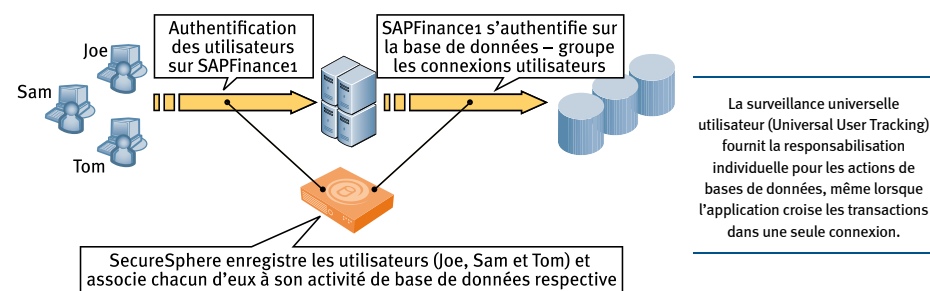 Joe
Sam
Tom
Authentification
des utilisateurs
sur SAPFinance1
SAPFinance1 s’authentifie sur
la base de données – groupe
les connexions utilisateurs
SecureSphere enregistre les utilisateurs (Joe, Sam et Tom) et
associe chacun d’eux à son activité de base de données respective
La surveillance universelle
utilisateur (Universal User Tracking)
fournit la responsabilisation
individuelle pour les actions de
bases de données, même lorsque
l’application croise les transactions
dans une seule connexion.